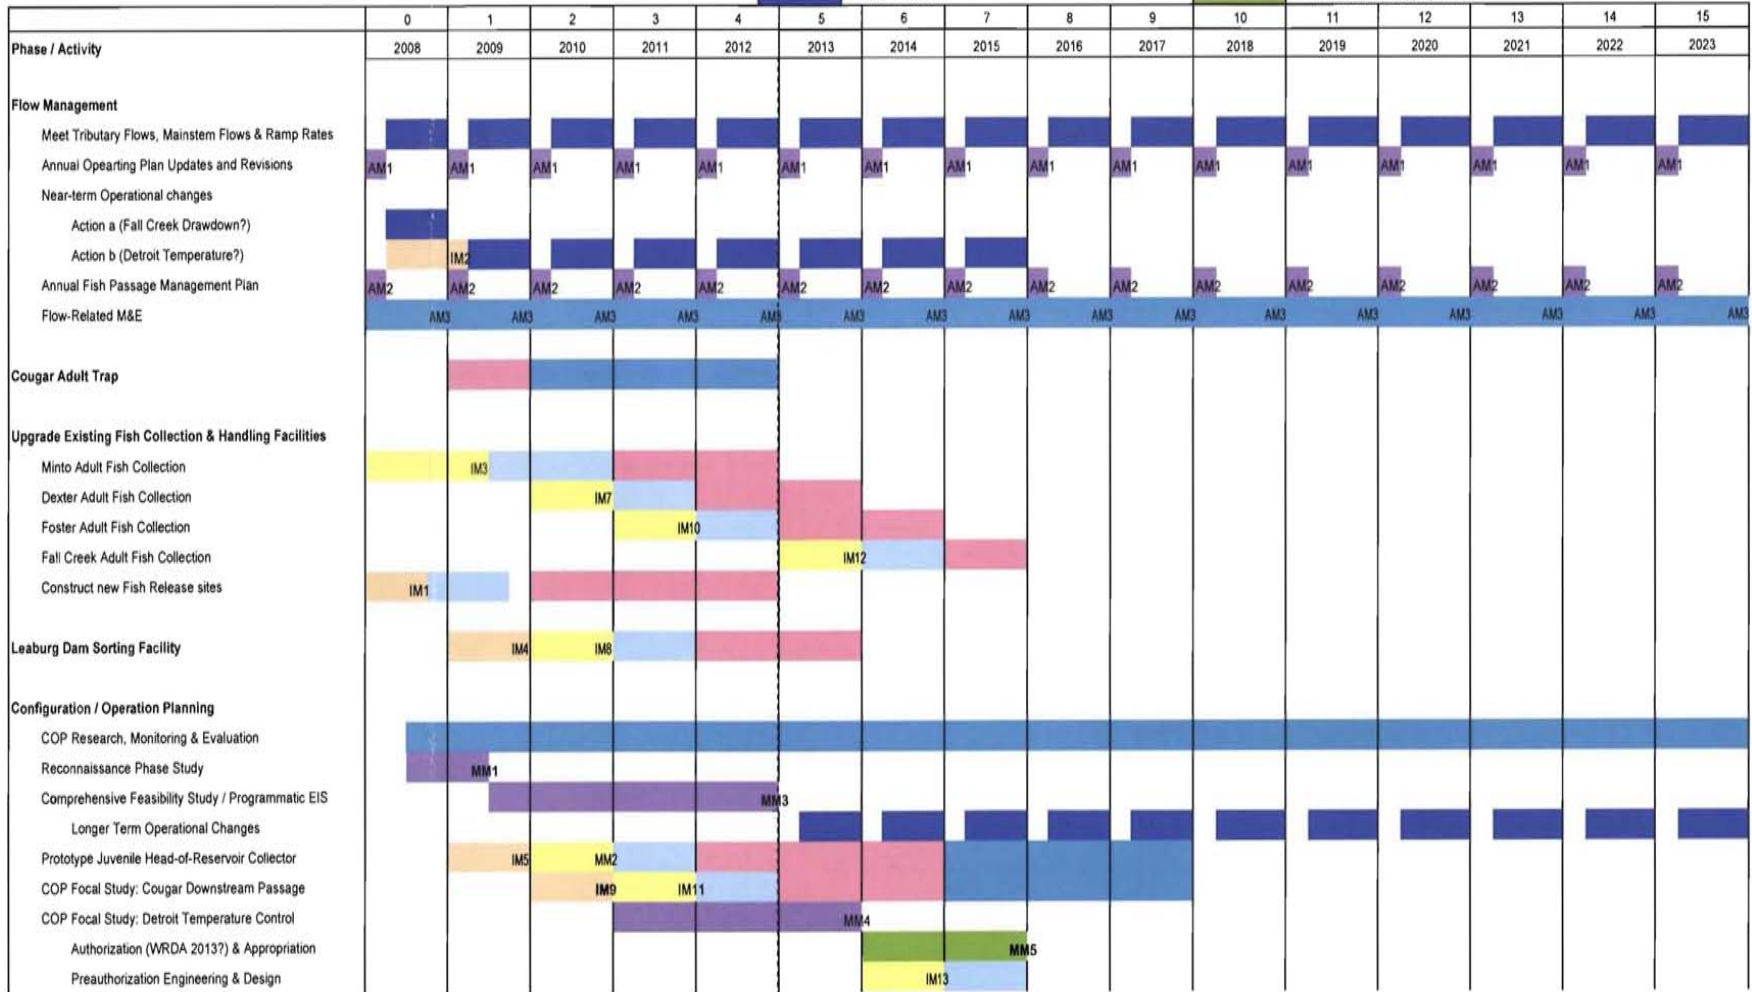 0 1 2 3 4 5 6 7 8 9 10 11 12 13 14 15
Phase / Activity 2008 2009 2010 2011 2012 2013 2014 2015 2016 2017 2018 2019 2020 2021 2022 2023
Flow Management
Meet Tributary Flows, Mainstem Flows & Ramp Rates
Annual Opearting Plan Updates and Revisions AM1 AM1 AM1 AM1 AM1 AM1 AM1 AM1 AM1 AM1 AM1 AM1 AM1 AM1 AM1 AM1
Near-term Operational changes
Action a (Fall Creek Drawdown?)
Action b (Detroit Temperature?) IM2
Annual Fish Passage Management Plan AM2 AM2 AM2 AM2 AM2 AM2 AM2 AM2 AM2 AM2 AM2 AM2 AM2 AM2 AM2 AM2
Flow-Related M&E AM3 AM3 AM3 AM3 AM3 AM3 AM3 AM3 AM3 AM3 AM3 AM3 AM3 AM3 AM3 AM3
Cougar Adult Trap
Upgrade Existing Fish Collection & Handling Facilities
Minto Adult Fish Collection IM3
Dexter Adult Fish Collection IM7
Foster Adult Fish Collection IM10
Fall Creek Adult Fish Collection IM12
Construct new Fish Release sites IM1
Leaburg Dam Sorting Facility IM4 IM8
Configuration / Operation Planning
COP Research, Monitoring & Evaluation
Reconnaissance Phase Study MM1
Comprehensive Feasibility Study / Programmatic EIS MM3
Longer Term Operational Changes
Prototype Juvenile Head-of-Reservoir Collector IM5 MM2
COP Focal Study: Cougar Downstream Passage IM9 IM11
COP Focal Study: Detroit Temperature Control MM4
Authorization (WRDA 2013?) & Appropriation MM5
Preauthorization Engineering & Design IM13